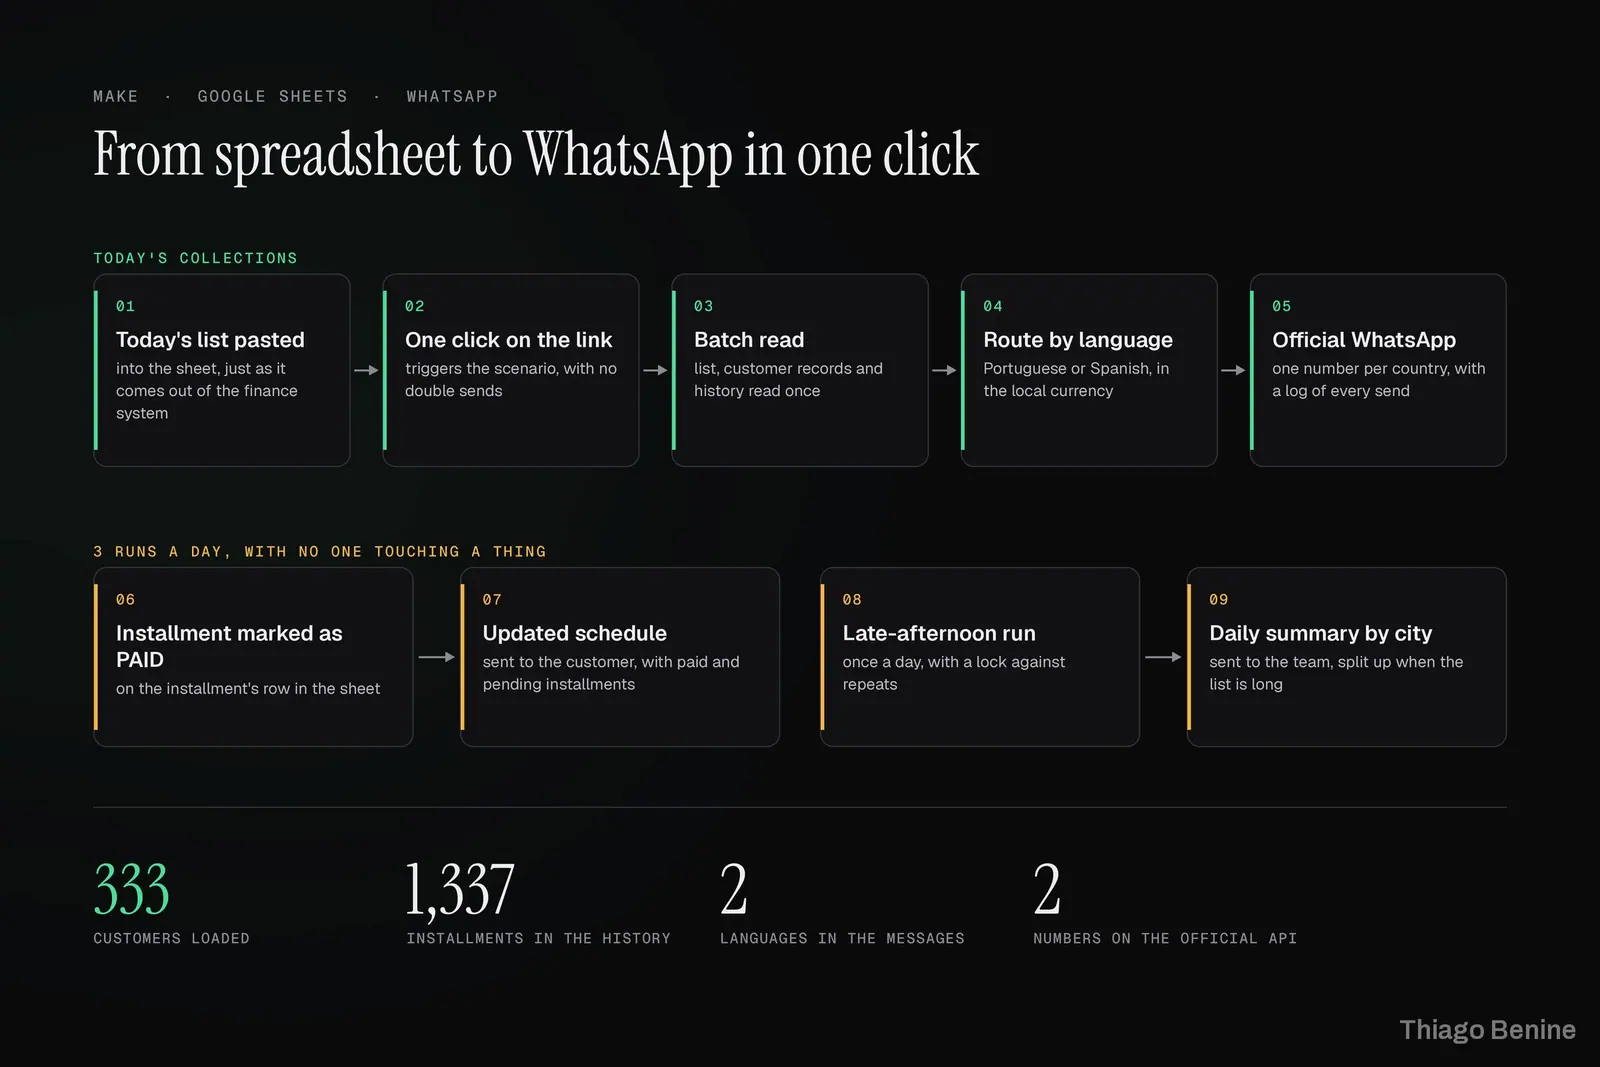 MAKE · GOOGLE SHEETS · WHATSAPP
From spreadsheet to WhatsApp in one click
TODAY'S COLLECTIONS
01
Today's list pasted
into the sheet, just as it
comes out of the finance
system
02
One click on the link
triggers the scenario, with no
double sends
03
Batch read
list, customer records and
history read once
04
Route by language
Portuguese or Spanish, in
the local currency
05
Official WhatsApp
one number per country, with
a log of every send
3 RUNS A DAY, WITH NO ONE TOUCHING A THING
06
Installment marked as
PAID
on the installment's row in the sheet
07
Updated schedule
sent to the customer, with paid and
pending installments
08
Late-afternoon run
once a day, with a lock against
repeats
09
Daily summary by city
sent to the team, split up when the
list is long
333
CUSTOMERS LOADED
1,337
INSTALLMENTS IN THE HISTORY
2
LANGUAGES IN THE MESSAGES
2
NUMBERS ON THE OFFICIAL API
Thiago Benine